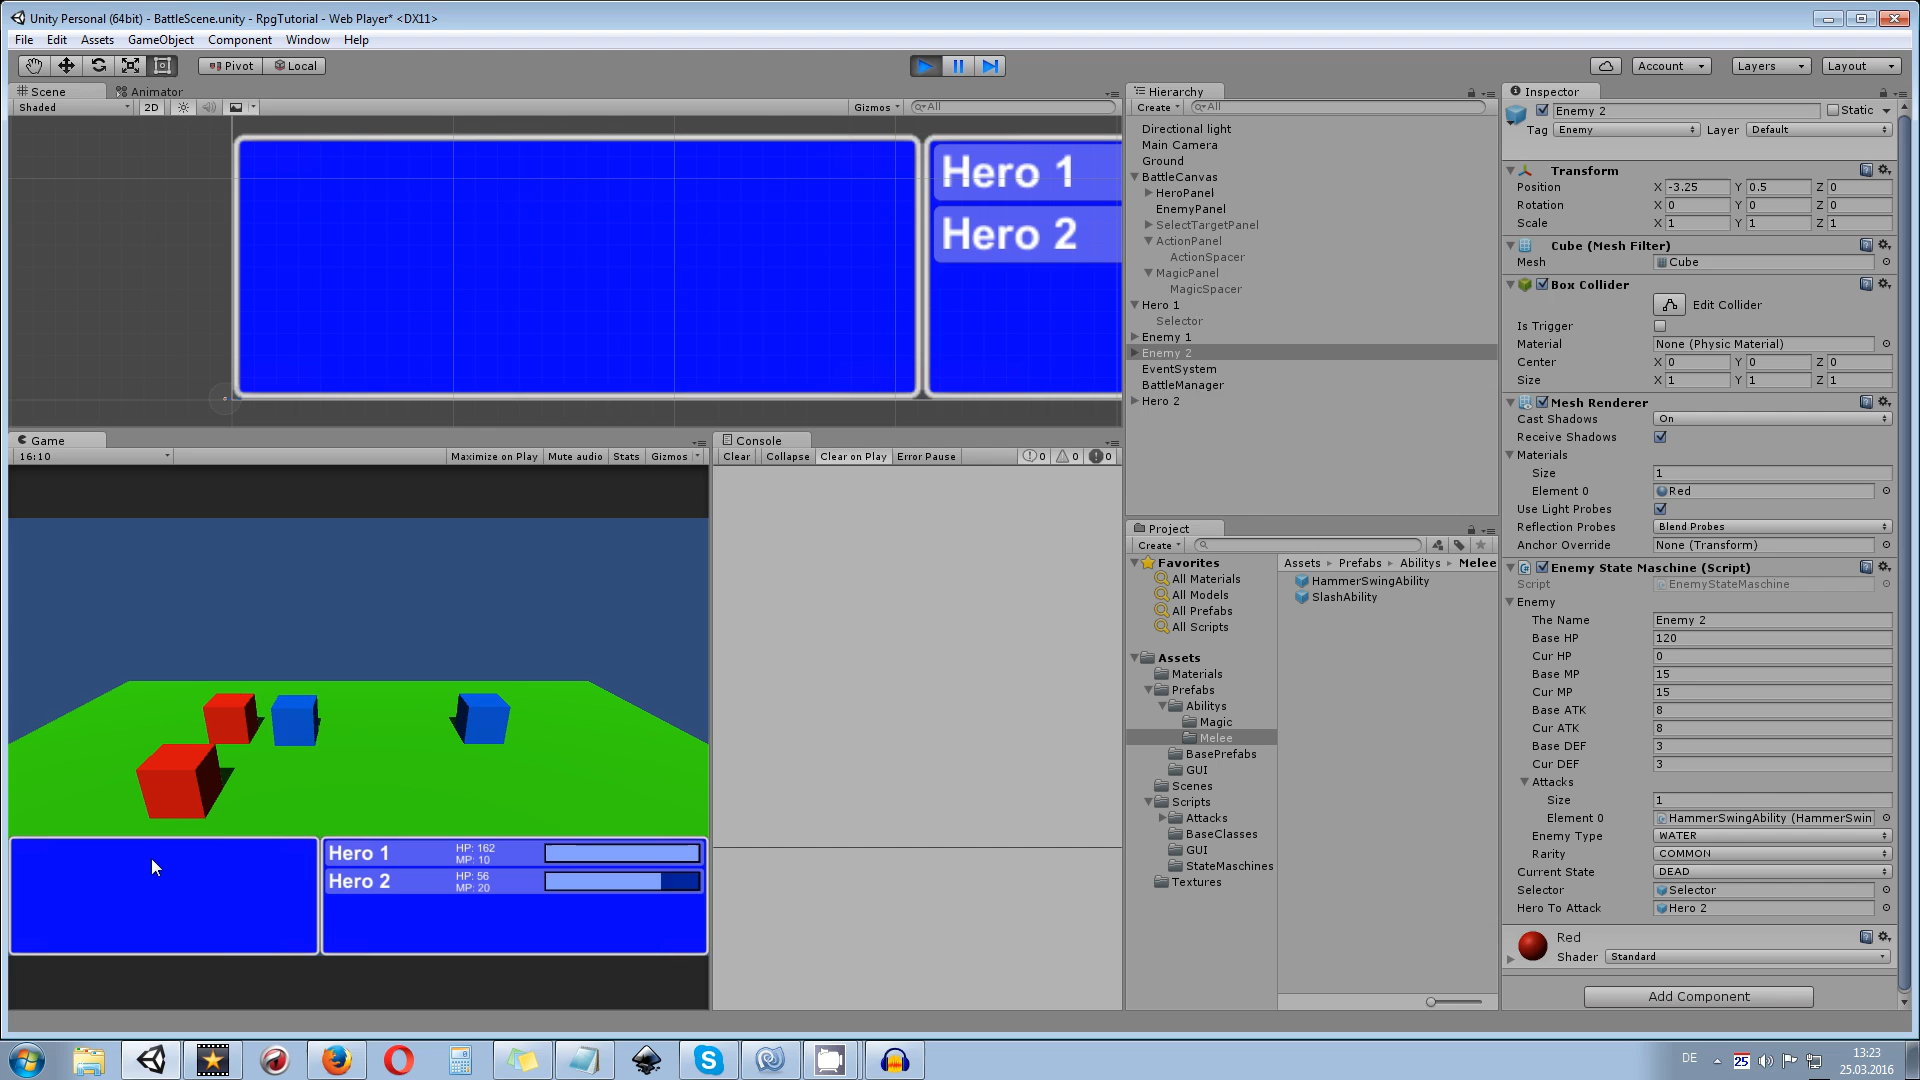 Unity Personal (64bit) - BattleScene.unity - RpgTutorial - Web Player* <DX11>
File Edit Assets GameObject Component Window Help
Pivot Local Account Layers Layout
Scene Animator
Shaded 2D Gizmos All
Hero 1
Hero 2
Game
16:10 Maximize on Play Mute audio Stats Gizmos
Hero 1 HP: 162 MP: 10
Hero 2 HP: 56 MP: 20
Console
Clear Collapse Clear on Play Error Pause 0 0 0
Hierarchy
Create All
Directional light
Main Camera
Ground
BattleCanvas
HeroPanel
EnemyPanel
SelectTargetPanel
ActionPanel
ActionSpacer
MagicPanel
MagicSpacer
Hero 1
Selector
Enemy 1
Enemy 2
EventSystem
BattleManager
Hero 2
Project
Create
Favorites
All Materials
All Models
All Prefabs
All Scripts
Assets
Materials
Prefabs
Abilitys
Magic
Melee
BasePrefabs
GUI
Scenes
Scripts
Attacks
BaseClasses
GUI
StateMaschines
Textures
Assets Prefabs Abilitys Melee
HammerSwingAbility
SlashAbility
Inspector
Enemy 2 Static
Tag Enemy Layer Default
Transform
Position X -3.25 Y 0.5 Z 0
Rotation X 0 Y 0 Z 0
Scale X 1 Y 1 Z 1
Cube (Mesh Filter)
Mesh Cube
Box Collider
Edit Collider
Is Trigger
Material None (Physic Material)
Center X 0 Y 0 Z 0
Size X 1 Y 1 Z 1
Mesh Renderer
Cast Shadows On
Receive Shadows
Materials
Size 1
Element 0 Red
Use Light Probes
Reflection Probes Blend Probes
Anchor Override None (Transform)
Enemy State Maschine (Script)
Script EnemyStateMaschine
Enemy
The Name Enemy 2
Base HP 120
Cur HP 0
Base MP 15
Cur MP 15
Base ATK 8
Cur ATK 8
Base DEF 3
Cur DEF 3
Attacks
Size 1
Element 0 HammerSwingAbility (HammerSwin
Enemy Type WATER
Rarity COMMON
Current State DEAD
Selector Selector
Hero To Attack Hero 2
Red
Shader Standard
Add Component
DE 25 13:23
25.03.2016